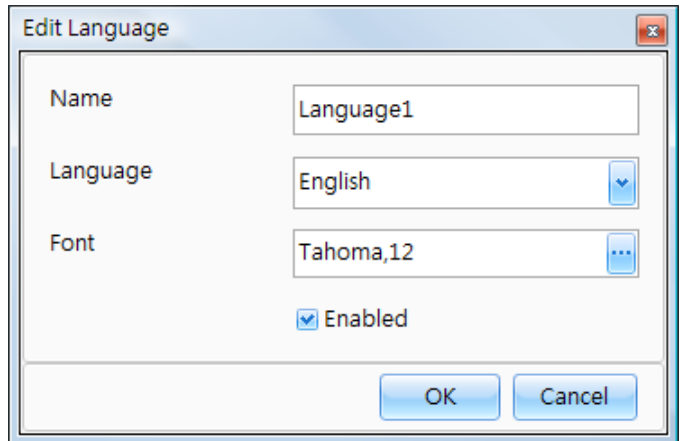 Edit Language
Name
Language1
Language
English
Font
Tahoma,12
...
Enabled
OK
Cancel